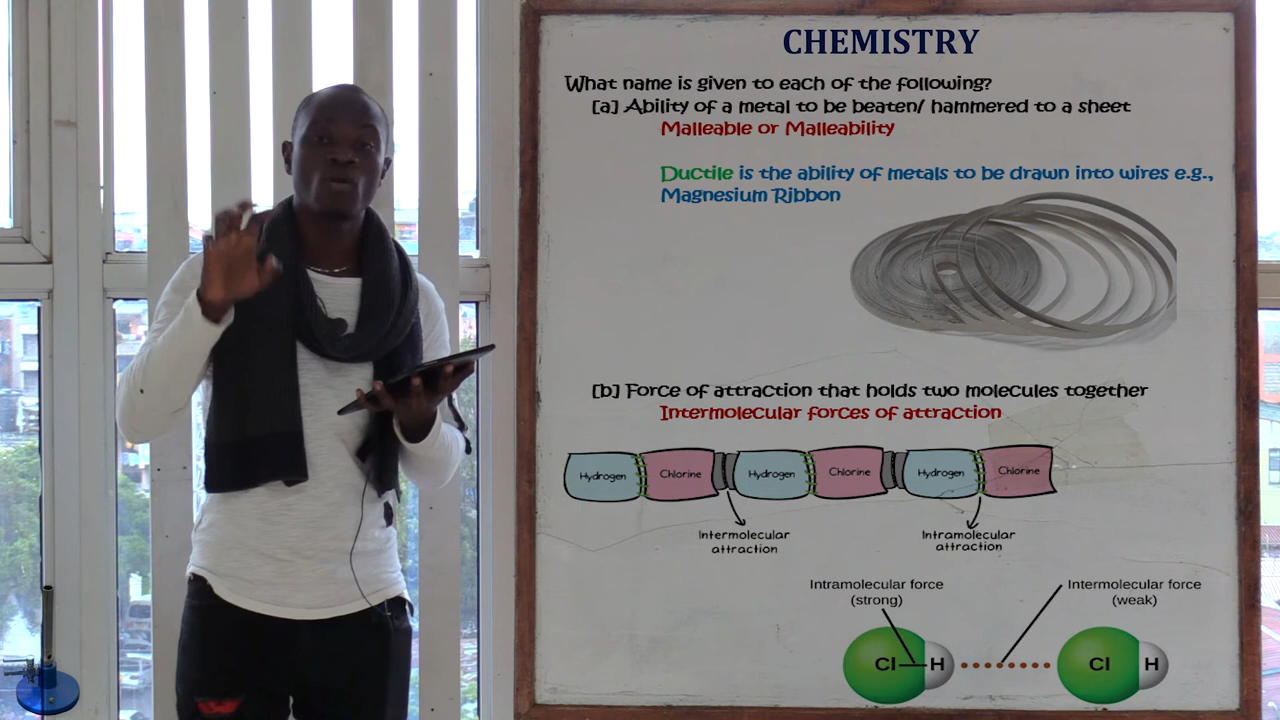 CHEMISTRY
What name is given to each of the following?
[a] Ability of a metal to be beaten/ hammered to a sheet
Malleable or Malleability
Ductile is the ability of metals to be drawn into wires e.g.,
Magnesium Ribbon
[b] Force of attraction that holds two molecules together
Intermolecular forces of attraction
Hydrogen Chlorine Hydrogen Chlorine Hydrogen Chlorine
Intermolecular
attraction
Intramolecular
attraction
Intramolecular force
(strong)
Intermolecular force
(weak)
Cl H Cl H